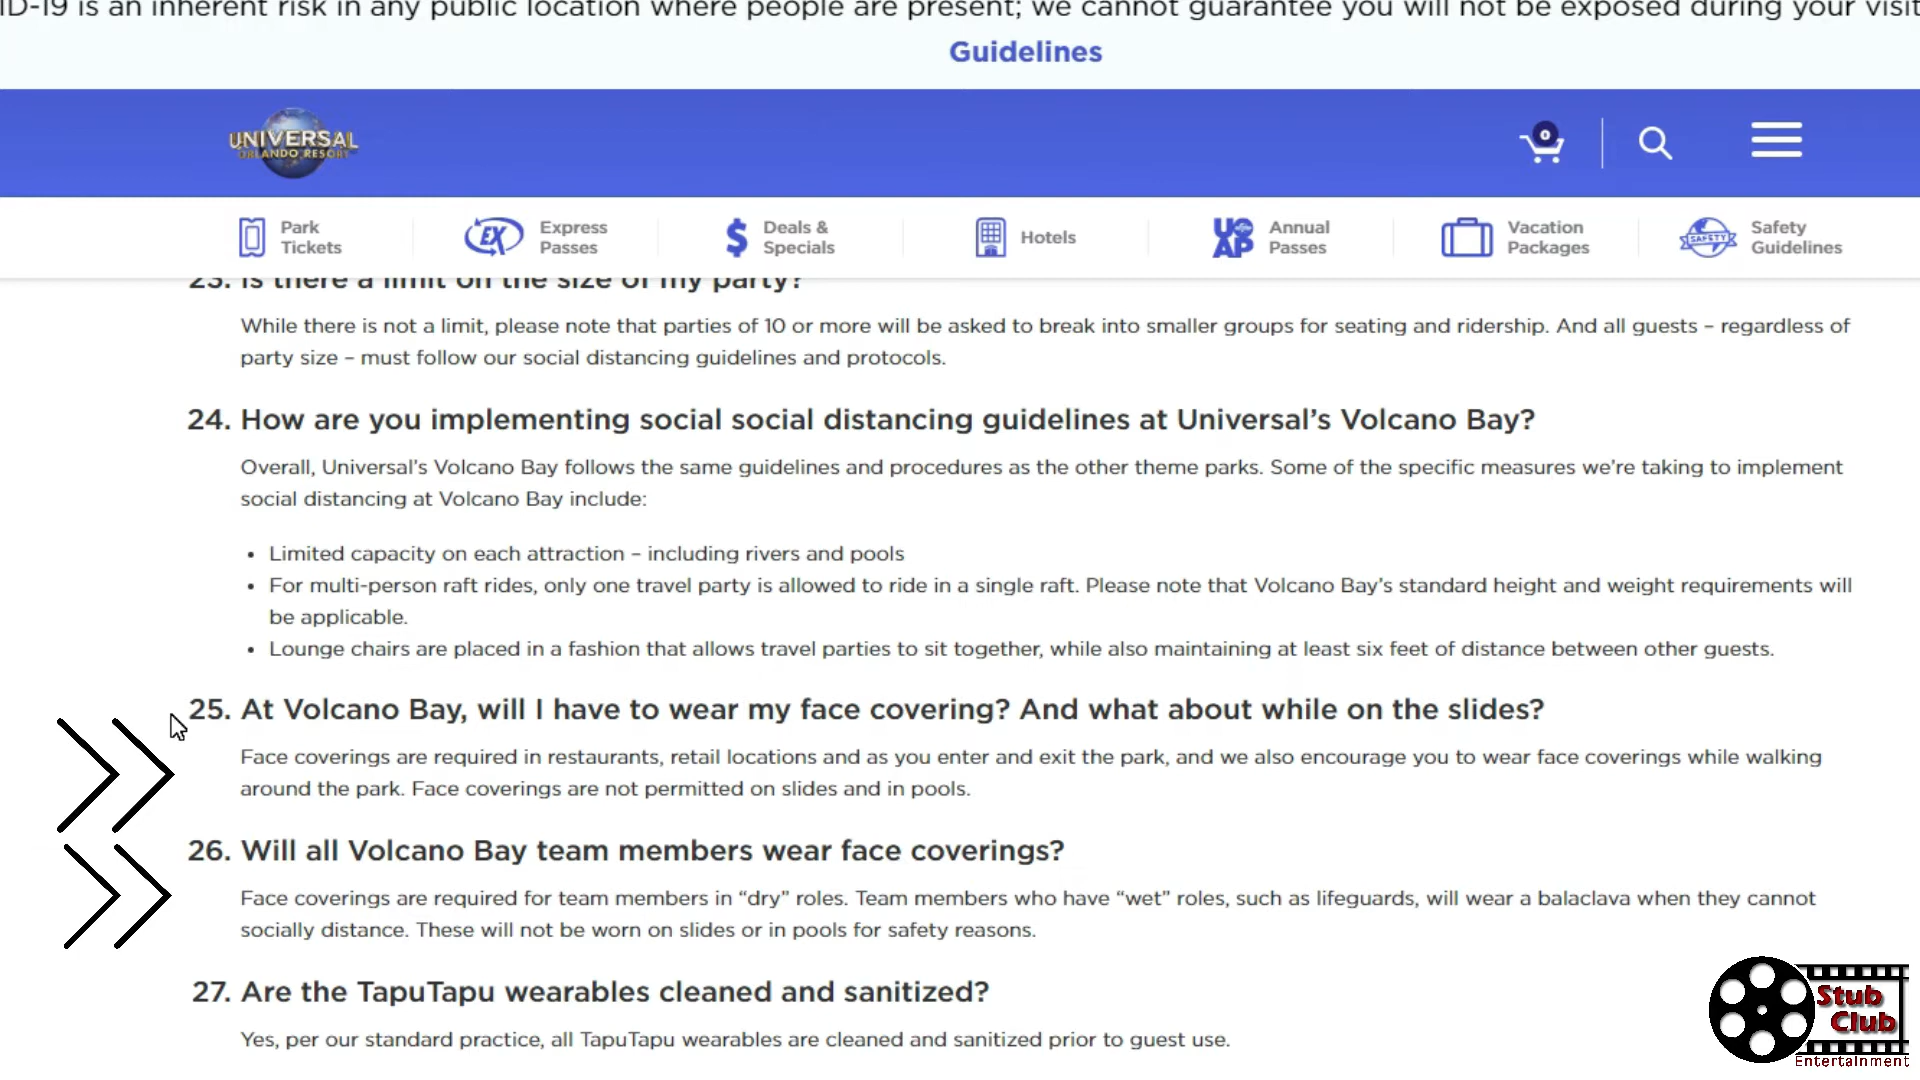 ID-19 is an inherent risk in any public location where people are present; we cannot guarantee you will not be exposed during your visit
Guidelines
UNIVERSAL
ORLANDO RESORT
0
Park
Tickets
EX
Express
Passes
Deals &
Specials
Hotels
UOAP
Annual
Passes
Vacation
Packages
SAFETY
Safety
Guidelines
23. Is there a limit on the size of my party?
While there is not a limit, please note that parties of 10 or more will be asked to break into smaller groups for seating and ridership. And all guests – regardless of
party size – must follow our social distancing guidelines and protocols.
24. How are you implementing social social distancing guidelines at Universal’s Volcano Bay?
Overall, Universal’s Volcano Bay follows the same guidelines and procedures as the other theme parks. Some of the specific measures we’re taking to implement
social distancing at Volcano Bay include:
• Limited capacity on each attraction – including rivers and pools
• For multi-person raft rides, only one travel party is allowed to ride in a single raft. Please note that Volcano Bay’s standard height and weight requirements will
be applicable.
• Lounge chairs are placed in a fashion that allows travel parties to sit together, while also maintaining at least six feet of distance between other guests.
25. At Volcano Bay, will I have to wear my face covering? And what about while on the slides?
Face coverings are required in restaurants, retail locations and as you enter and exit the park, and we also encourage you to wear face coverings while walking
around the park. Face coverings are not permitted on slides and in pools.
26. Will all Volcano Bay team members wear face coverings?
Face coverings are required for team members in “dry” roles. Team members who have “wet” roles, such as lifeguards, will wear a balaclava when they cannot
socially distance. These will not be worn on slides or in pools for safety reasons.
27. Are the TapuTapu wearables cleaned and sanitized?
Yes, per our standard practice, all TapuTapu wearables are cleaned and sanitized prior to guest use.
Stub
Club
Entertainment